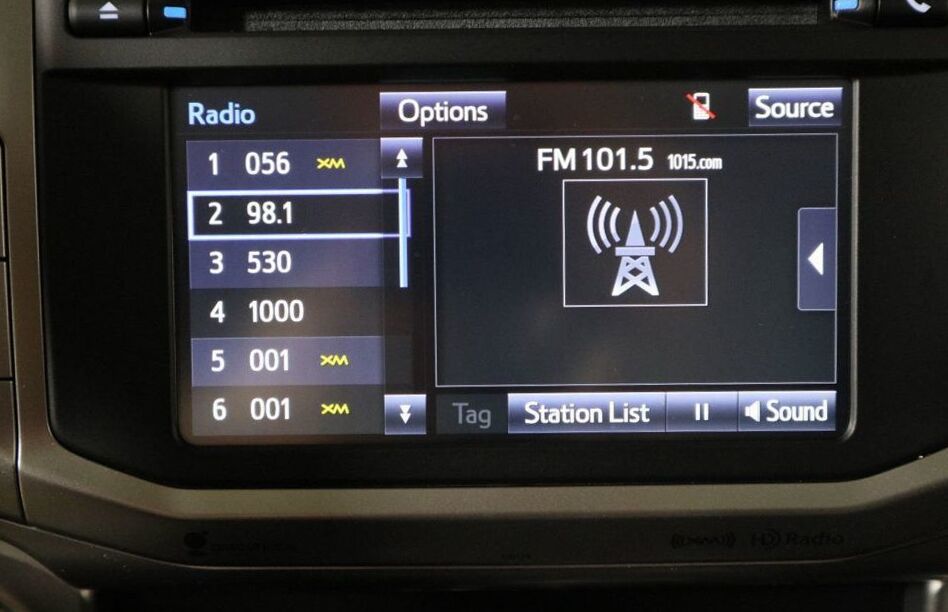 Radio Options Source
FM 101.5 1015.com
1 056 XM
2 98.1
3 530
4 1000
5 001 XM
6 001 XM
Tag Station List Sound
((XM)) HD Radio